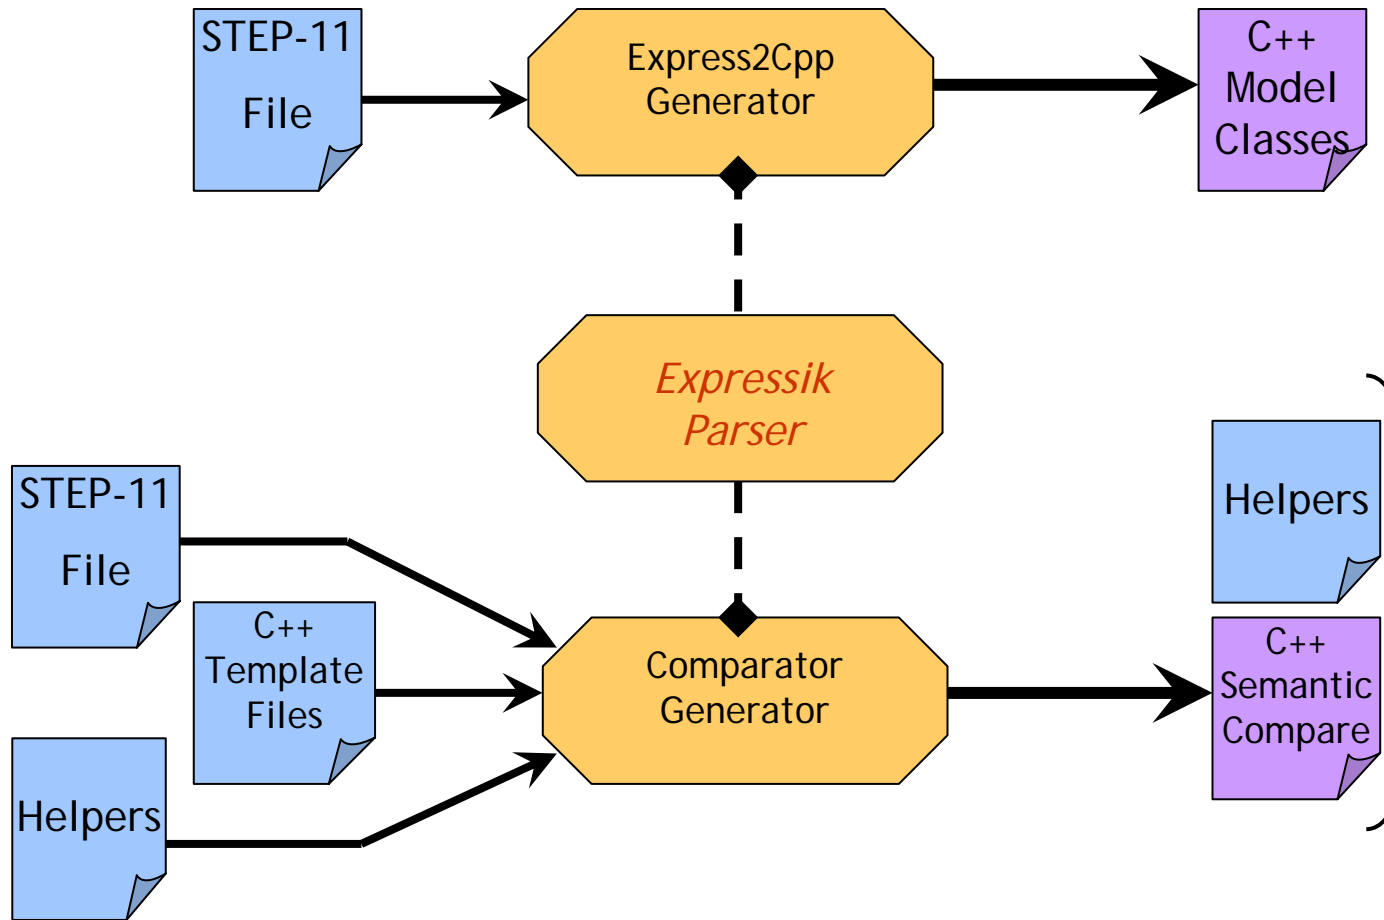 STEP-11
File
Express2Cpp
Generator
C++
Model
Classes
Expressik
Parser
STEP-11
File
C++
Template
Files
Helpers
Comparator
Generator
Helpers
C++
Semantic
Compare